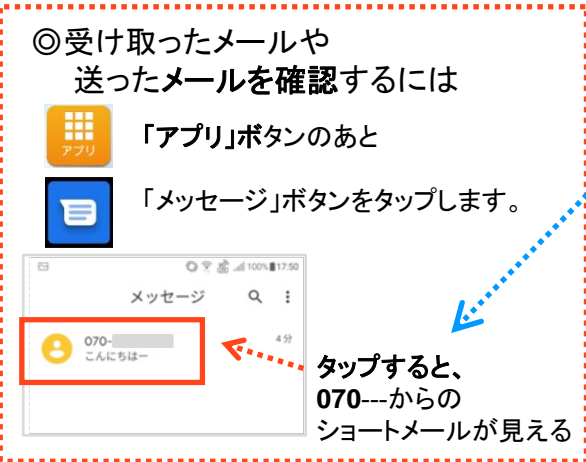 ◎受け取ったメールや
送ったメールを確認するには
アプリ
「アプリ」ボタンのあと
「メッセージ」ボタンをタップします。
100% 17:50
メッセージ
070-
4分
こんにちはー
タップすると、
070---からの
ショートメールが見える